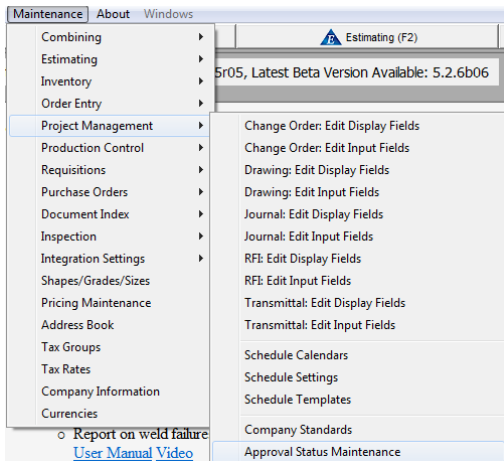 Maintenance About Windows
Combining
Estimating (F2)
Estimating
5r05, Latest Beta Version Available: 5.2.6b06
Inventory
Order Entry
Project Management
Production Control
Requisitions
Purchase Orders
Document Index
Inspection
Integration Settings
Shapes/Grades/Sizes
Pricing Maintenance
Address Book
Tax Groups
Tax Rates
Company Information
Currencies
Change Order: Edit Display Fields
Change Order: Edit Input Fields
Drawing: Edit Display Fields
Drawing: Edit Input Fields
Journal: Edit Display Fields
Journal: Edit Input Fields
RFI: Edit Display Fields
RFI: Edit Input Fields
Transmittal: Edit Display Fields
Transmittal: Edit Input Fields
Schedule Calendars
Schedule Settings
Schedule Templates
Company Standards
Approval Status Maintenance
Report on weld failure
User Manual Video